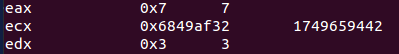 eax 0x7 7
ecx 0x6849af32 1749659442
edx 0x3 3